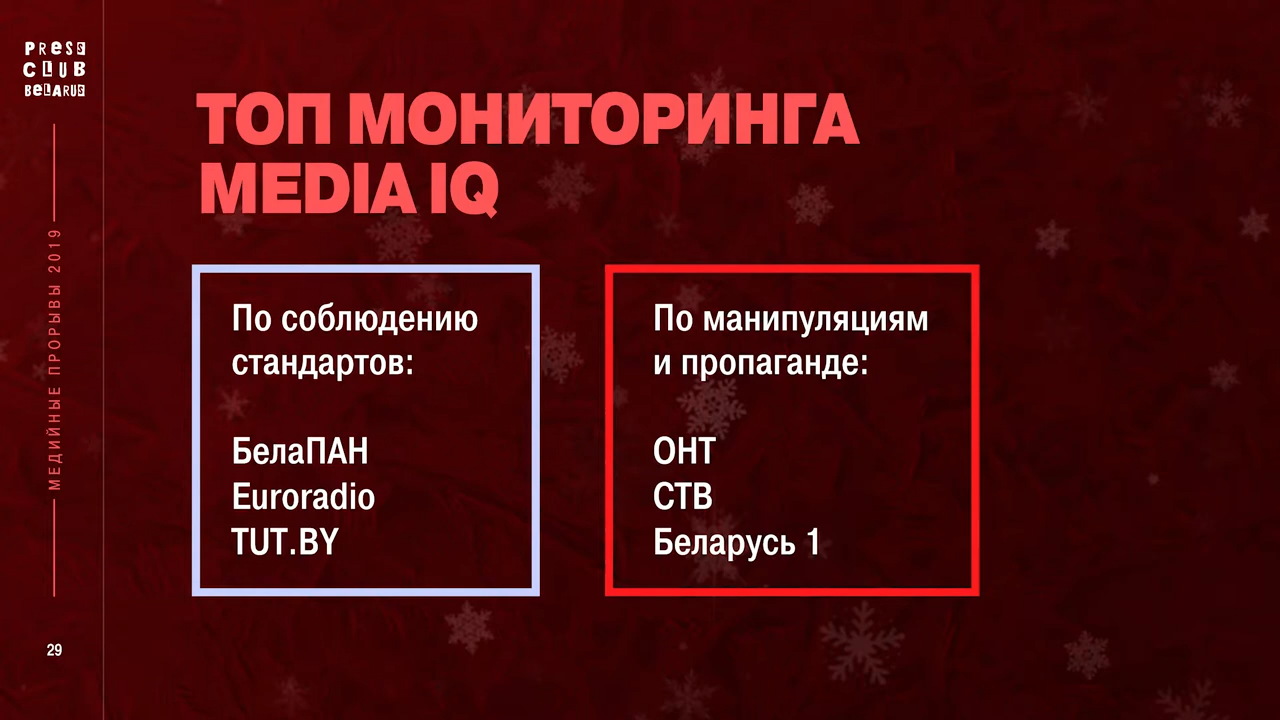 PRESS
CLUB
BELARUS
МЕДИЙНЫЕ ПРОРЫВЫ 2019
29
ТОП МОНИТОРИНГА
MEDIA IQ
По соблюдению
стандартов:
БелаПАН
Euroradio
TUT.BY
По манипуляциям
и пропаганде:
ОНТ
СТВ
Беларусь 1